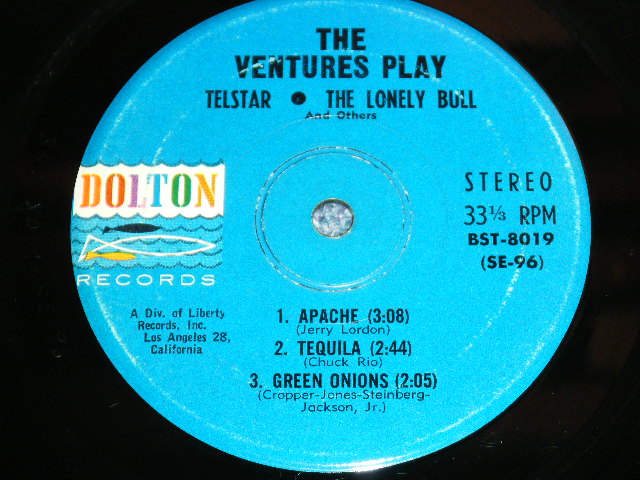 THE
VENTURES PLAY
TELSTAR • THE LONELY BULL
And Others
DOLTON
RECORDS
STEREO
33⅓ RPM
BST-8019
(SE-96)
A Div. of Liberty
Records, Inc.
Los Angeles 28,
California
1. APACHE (3:08)
(Jerry Lordon)
2. TEQUILA (2:44)
(Chuck Rio)
3. GREEN ONIONS (2:05)
(Cropper-Jones-Steinberg-
Jackson, Jr.)